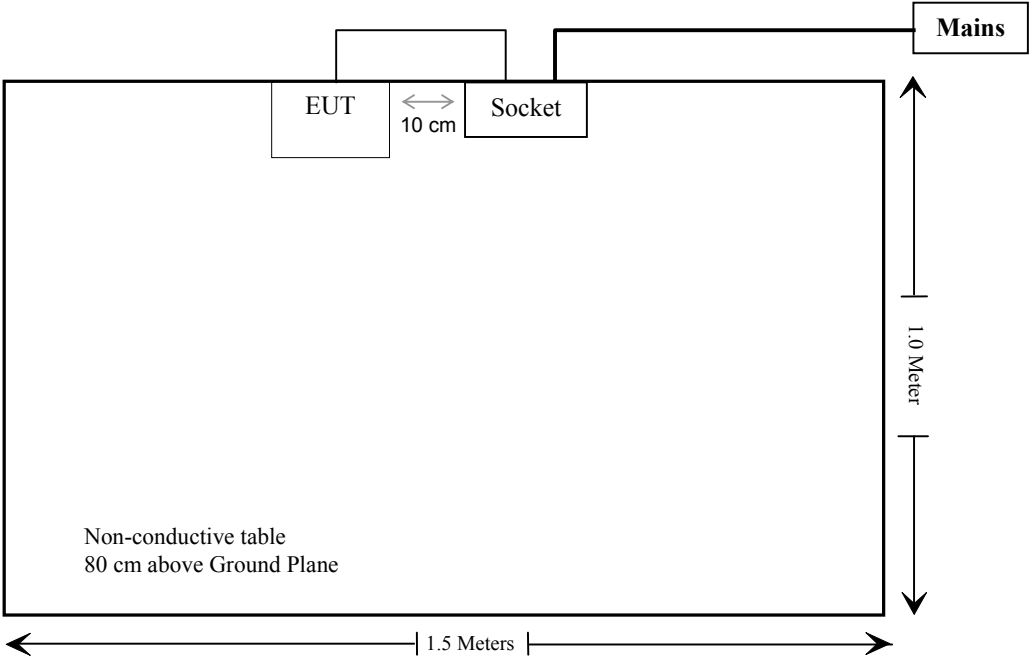 Mains
EUT
10 cm
Socket
1.0 Meter
Non-conductive table
80 cm above Ground Plane
1.5 Meters